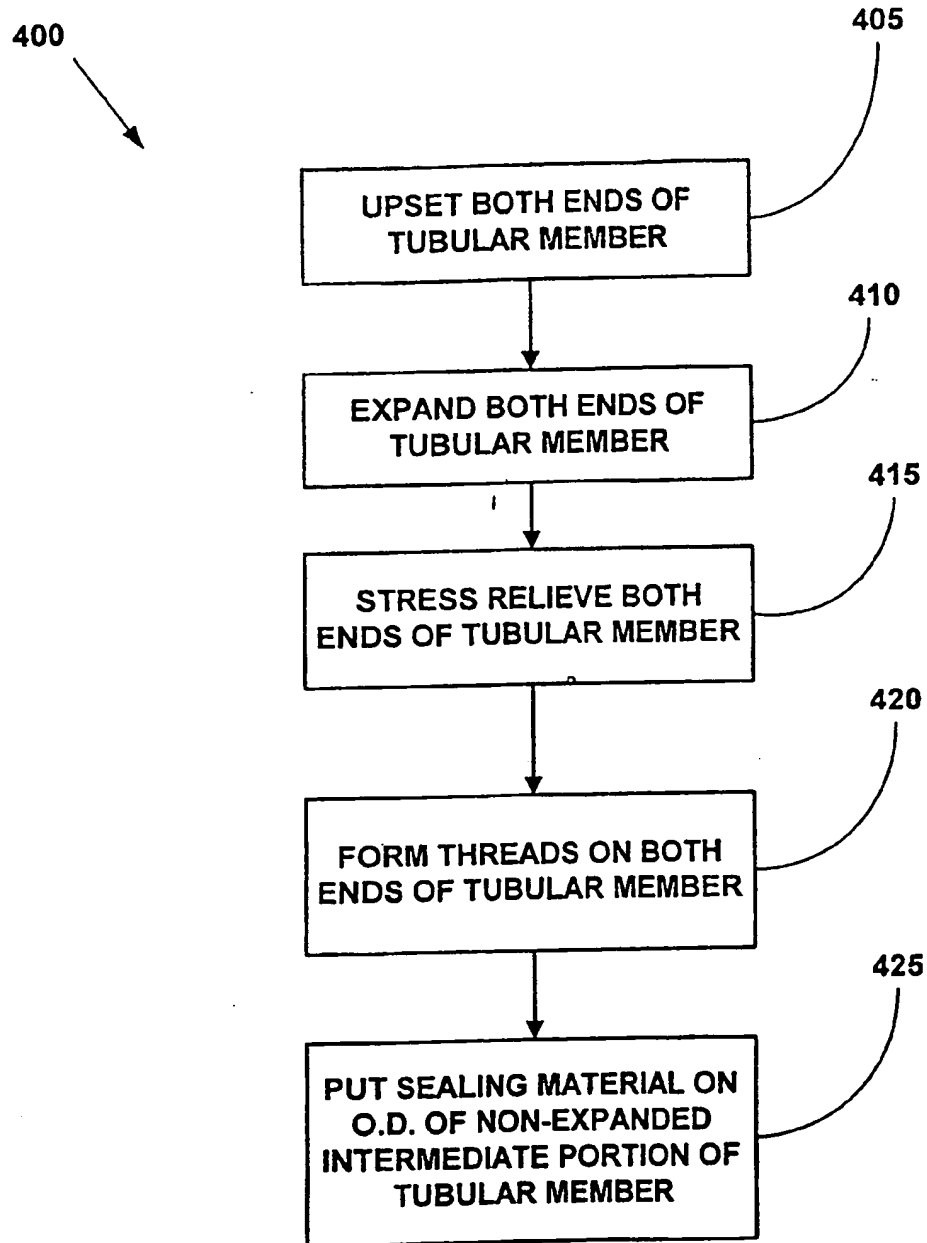 400
405
UPSET BOTH ENDS OF
TUBULAR MEMBER
410
EXPAND BOTH ENDS OF
TUBULAR MEMBER
415
STRESS RELIEVE BOTH
ENDS OF TUBULAR MEMBER
420
FORM THREADS ON BOTH
ENDS OF TUBULAR MEMBER
425
PUT SEALING MATERIAL ON
O.D. OF NON-EXPANDED
INTERMEDIATE PORTION OF
TUBULAR MEMBER